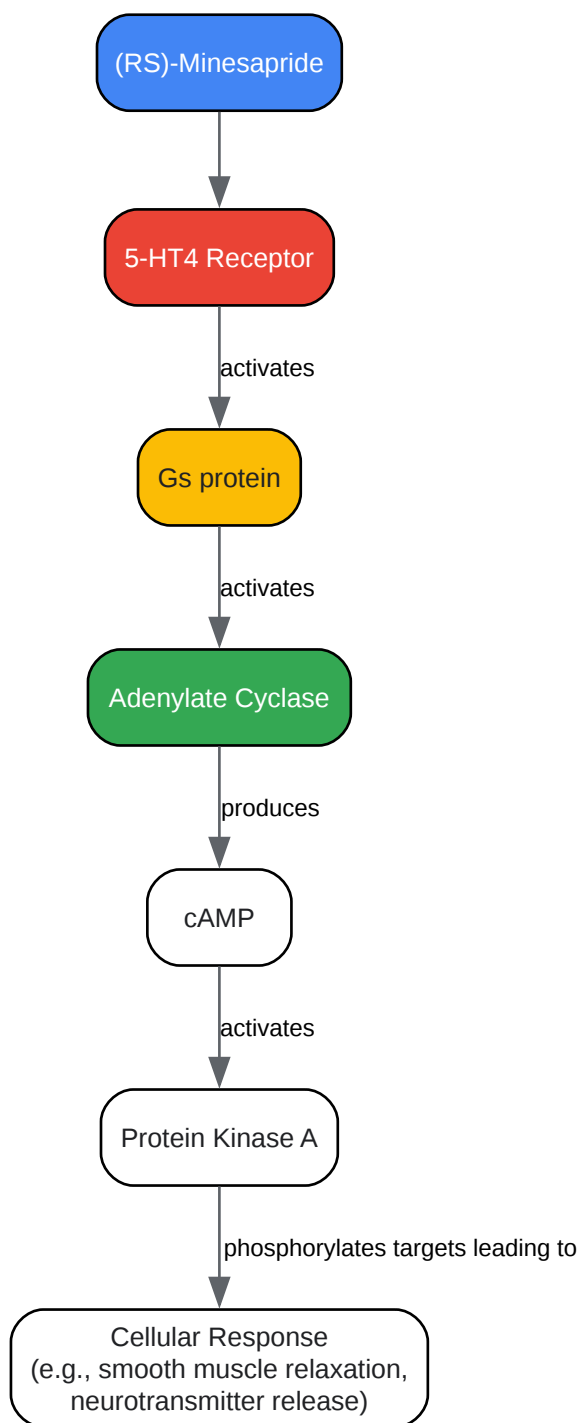 (RS)-Minesapride
5-HT4 Receptor
activates
Gs protein
activates
Adenylate Cyclase
produces
cAMP
activates
Protein Kinase A
phosphorylates targets leading to
Cellular Response
(e.g., smooth muscle relaxation,
neurotransmitter release)